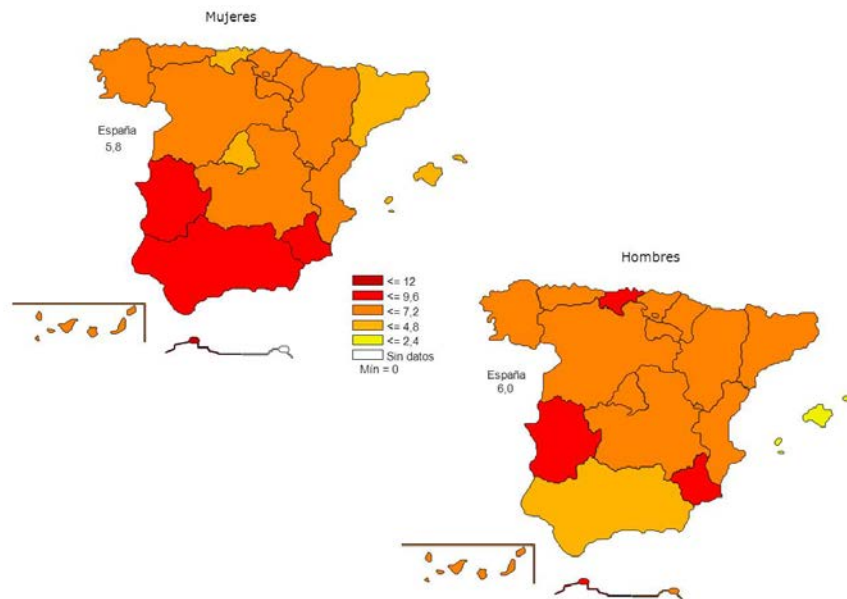 Mujeres
España
5,8
Hombres
<= 12
<= 9,6
<= 7,2
<= 4,8
<= 2,4
Sin datos
Mín = 0
España
6,0